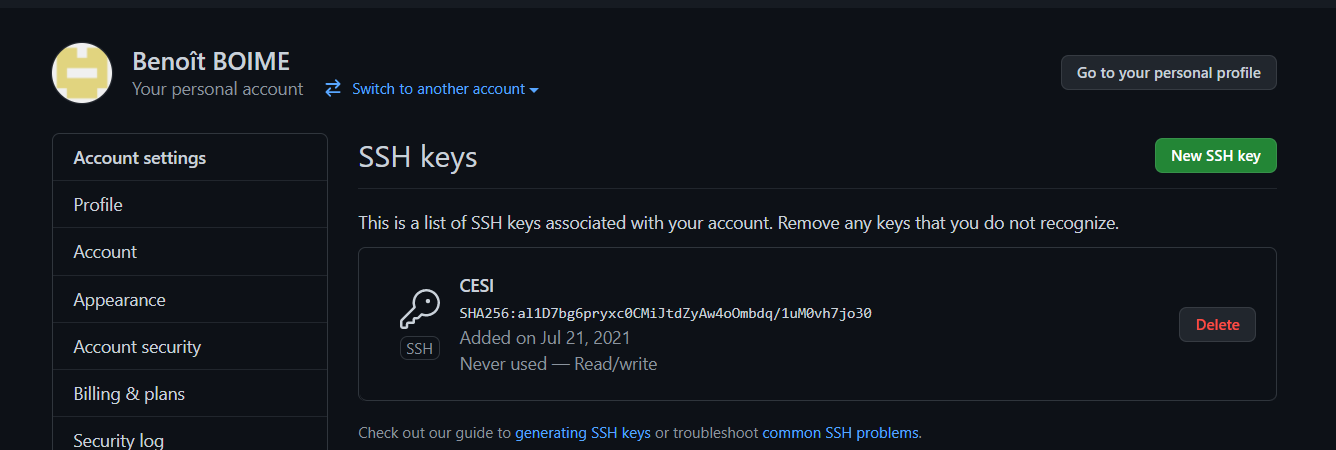 Benoît BOIME
Your personal account
Switch to another account
Go to your personal profile
Account settings
Profile
Account
Appearance
Account security
Billing & plans
Security log
SSH keys
New SSH key
This is a list of SSH keys associated with your account. Remove any keys that you do not recognize.
CESI
SHA256:al1D7bg6pryxc0CMiJtdZyAw4oOmbdq/1uM0vh7jo30
Added on Jul 21, 2021
Never used — Read/write
SSH
Delete
Check out our guide to generating SSH keys or troubleshoot common SSH problems.